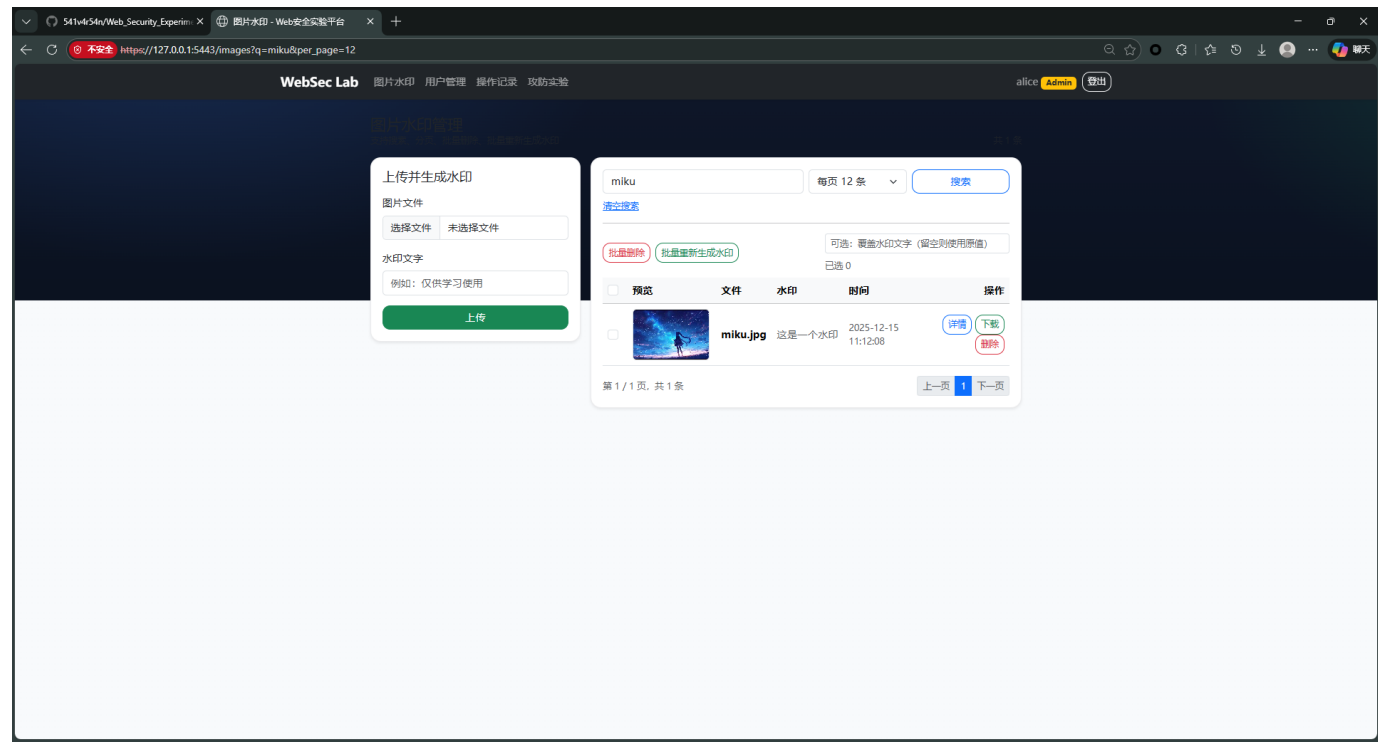 541v4r54n/Web_Security_Experim
图片水印 - Web安全实验平台
不安全 https://127.0.0.1:5443/images?q=miku&per_page=12
聊天
WebSec Lab 图片水印 用户管理 操作记录 攻防实验
alice Admin 登出
图片水印管理
上传并生成水印
图片文件
选择文件 未选择文件
水印文字
例如：仅供学习使用
上传
miku
每页 12 条
搜索
清空搜索
批量删除 批量重新生成水印
可选：覆盖水印文字（留空则使用原值）
已选 0
预览 文件 水印 时间 操作
miku.jpg 这是一个水印 2025-12-15 11:12:08 详情 下载 删除
第 1 / 1 页，共 1 条
上一页 1 下一页